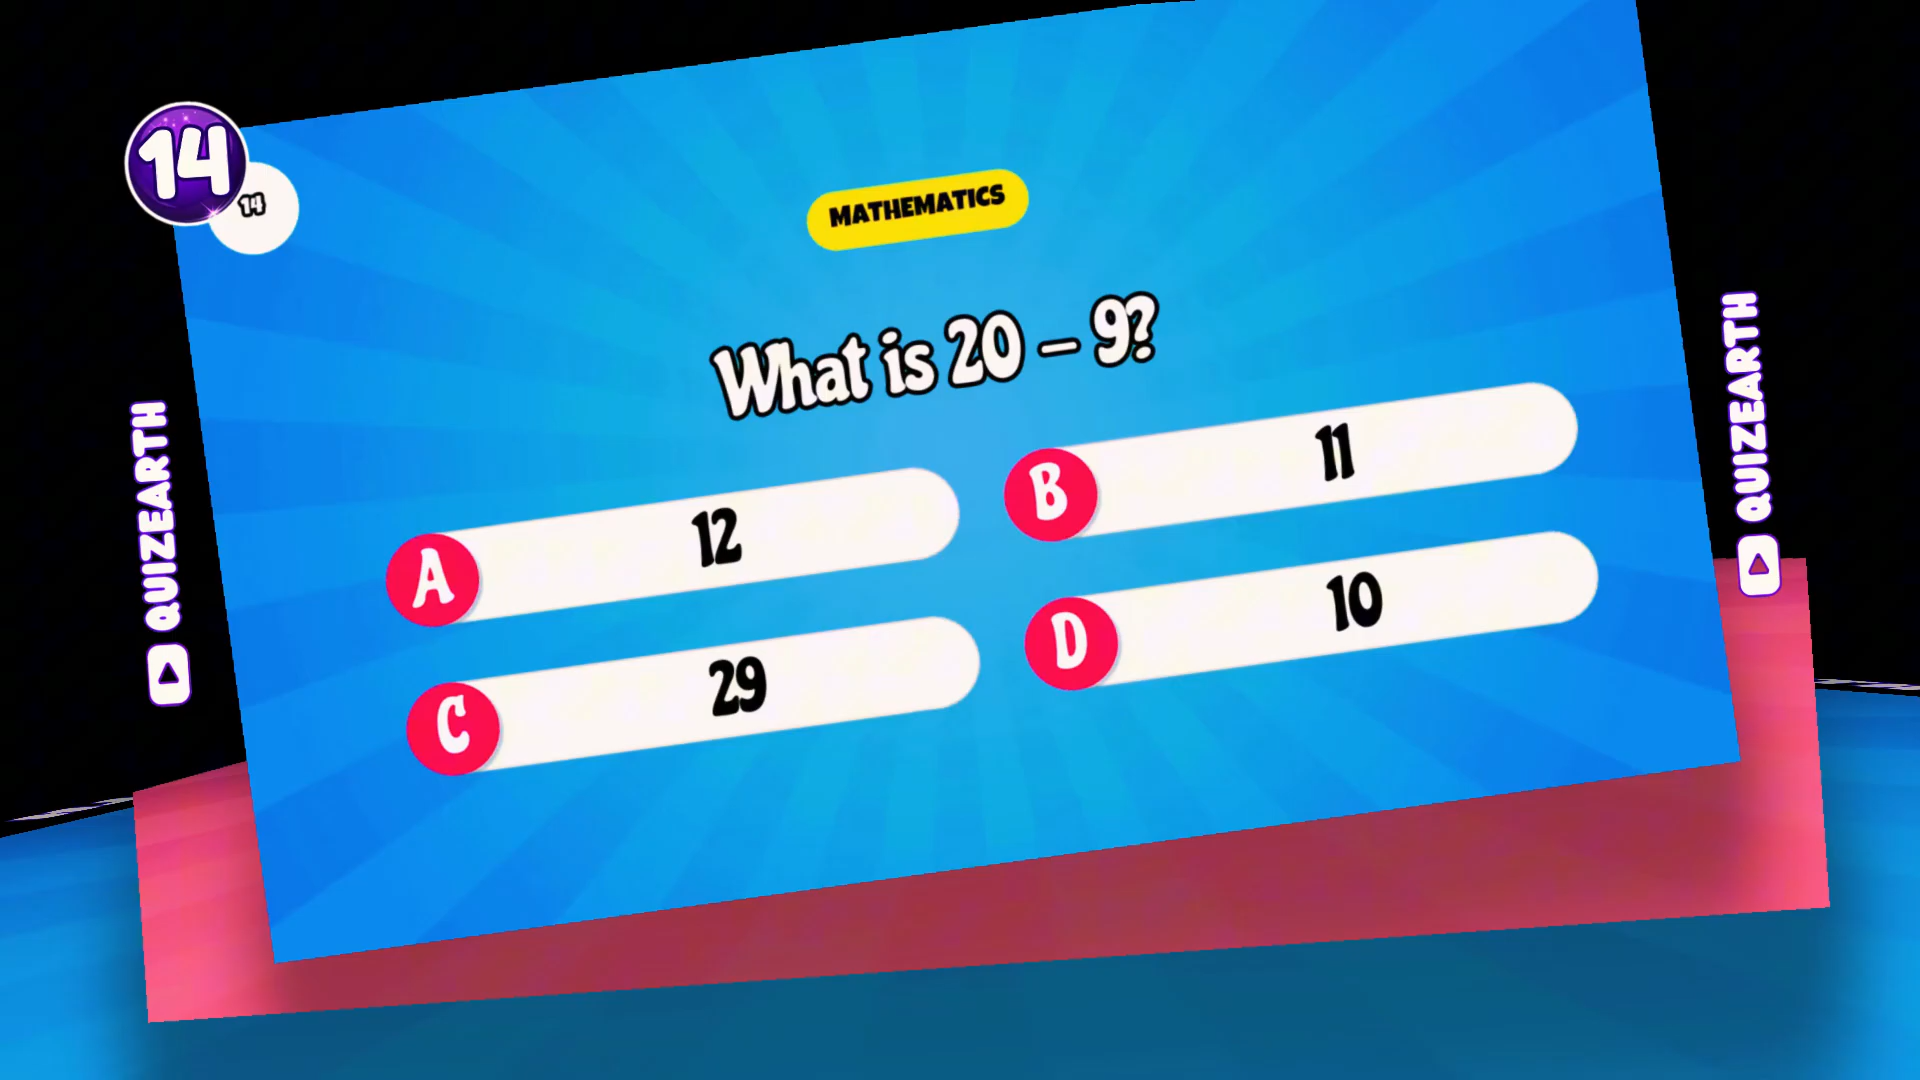 14
14
MATHEMATICS
What is 20 – 9?
A 12
B 11
C 29
D 10
QUIZEARTH
QUIZEARTH